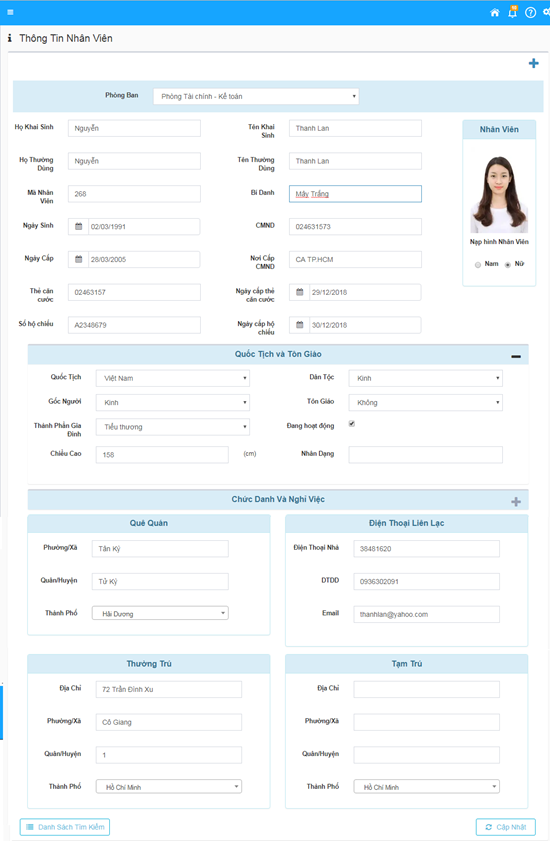 Thông Tin Nhân Viên
Phòng Ban Phòng Tài chính - Kế toán
Họ Khai Sinh Nguyễn Tên Khai Sinh Thanh Lan
Nhân Viên
Họ Thường Dùng Nguyễn Tên Thường Dùng Thanh Lan
Mã Nhân Viên 268 Bí Danh Mây Trắng
Ngày Sinh 02/03/1991 CMND 024631573
Nạp hình Nhân Viên
Nam Nữ
Ngày Cấp 28/03/2005 Nơi Cấp CMND CA TP.HCM
Thẻ căn cước 02463157 Ngày cấp thẻ căn cước 29/12/2018
Số hộ chiếu A2348679 Ngày cấp hộ chiếu 30/12/2018
Quốc Tịch và Tôn Giáo
Quốc Tịch Việt Nam Dân Tộc Kinh
Gốc Người Kinh Tôn Giáo Không
Thành Phần Gia Đình Tiểu thương Đang hoạt động
Chiều Cao 158 (cm) Nhân Dạng
Chức Danh Và Nghỉ Việc
Quê Quán
Phường/Xã Tân Kỳ
Quận/Huyện Tứ Kỳ
Thành Phố Hải Dương
Điện Thoại Liên Lạc
Điện Thoại Nhà 38481620
DTDD 0936302091
Email thanhlan@yahoo.com
Thường Trú
Địa Chỉ 72 Trần Đình Xu
Phường/Xã Cô Giang
Quận/Huyện 1
Thành Phố Hồ Chí Minh
Tạm Trú
Địa Chỉ
Phường/Xã
Quận/Huyện
Thành Phố Hồ Chí Minh
Danh Sách Tìm Kiếm
Cập Nhật